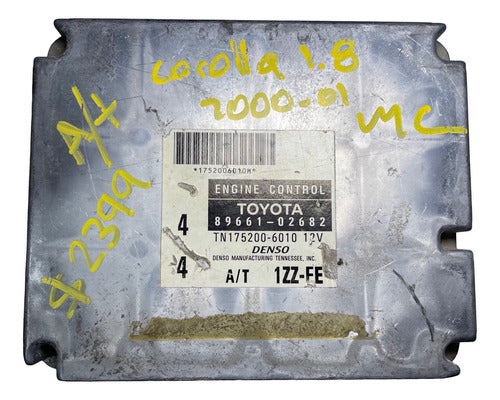 Corolla 1.8
2000-01
MC
A/t
$2399
*1752006010H*
ENGINE CONTROL
TOYOTA
89661-02682
4
TN175200-6010 12V
DENSO
DENSO MANUFACTURING TENNESSEE, INC.
4 A/T 1ZZ-FE